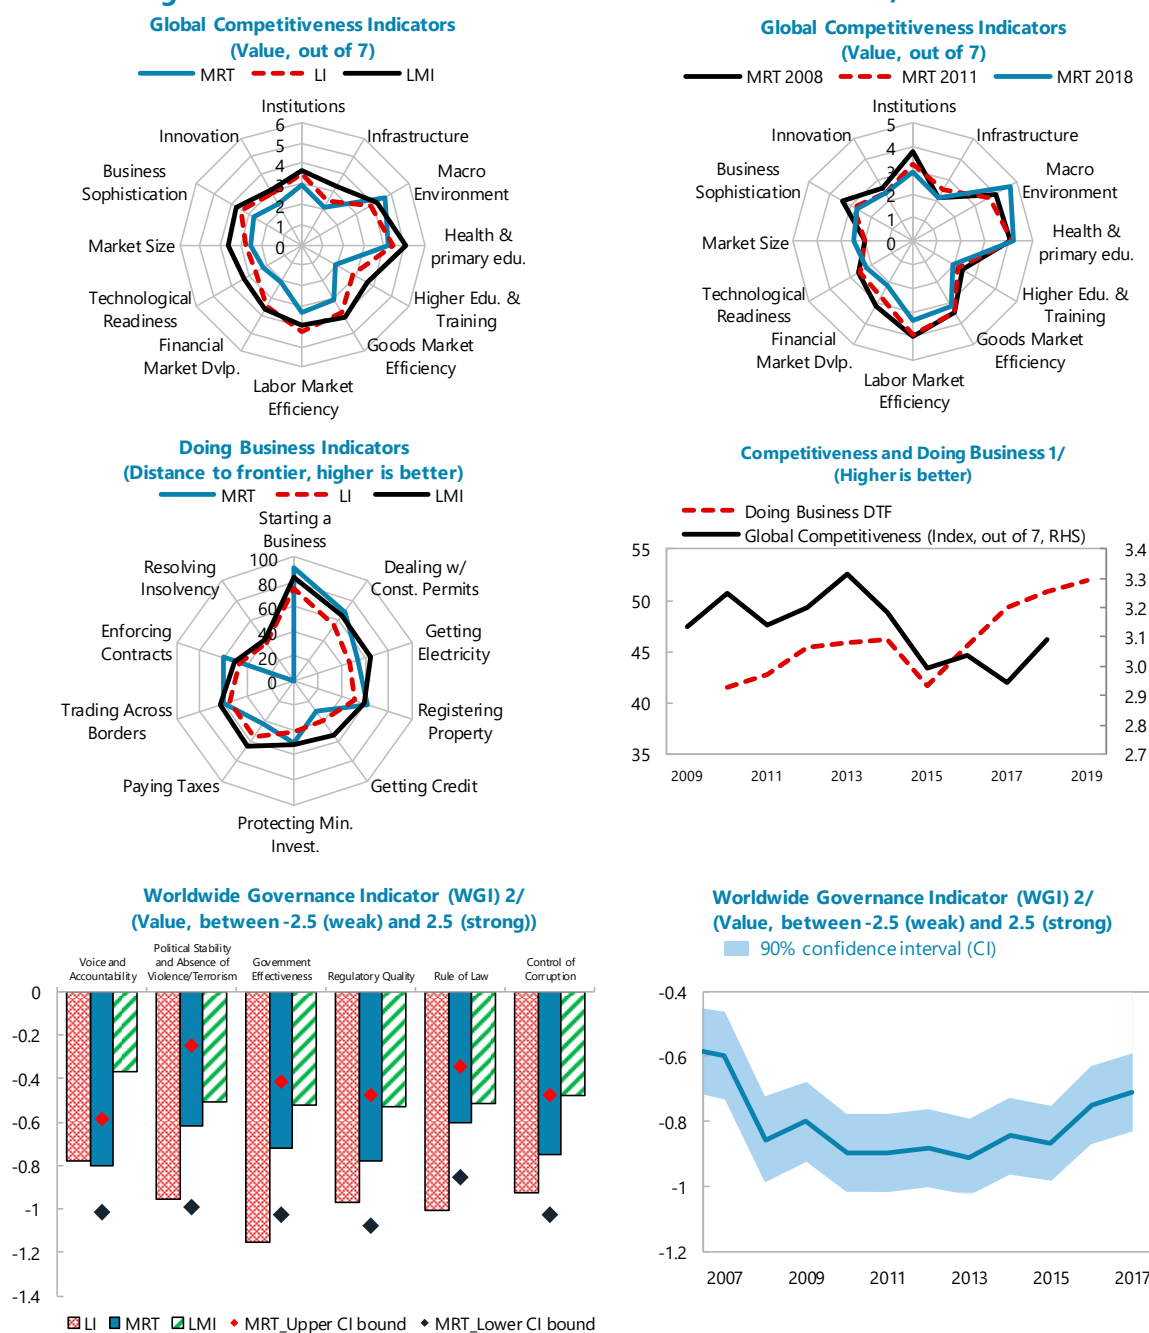 Global Competitiveness Indicators
(Value, out of 7)
MRT LI LMI
Institutions
Infrastructure
Macro
Environment
Health &
primary edu.
Higher Edu. &
Training
Goods Market
Efficiency
Labor Market
Efficiency
Financial
Market Dvlp.
Technological
Readiness
Market Size
Business
Sophistication
Innovation
6
5
4
3
2
1
0
Global Competitiveness Indicators
(Value, out of 7)
MRT 2008 MRT 2011 MRT 2018
Institutions
Infrastructure
Macro
Environment
Health &
primary edu.
Higher Edu. &
Training
Goods Market
Efficiency
Labor Market
Efficiency
Financial
Market Dvlp.
Technological
Readiness
Market Size
Business
Sophistication
Innovation
5
4
3
2
1
0
Doing Business Indicators
(Distance to frontier, higher is better)
MRT LI LMI
Starting a
Business
Dealing w/
Const. Permits
Getting
Electricity
Registering
Property
Getting Credit
Protecting Min.
Invest.
Paying Taxes
Trading Across
Borders
Enforcing
Contracts
Resolving
Insolvency
100
80
60
40
20
0
Competitiveness and Doing Business 1/
(Higher is better)
Doing Business DTF
Global Competitiveness (Index, out of 7, RHS)
55
50
45
40
35
3.4
3.3
3.2
3.1
3.0
2.9
2.8
2.7
2009 2011 2013 2015 2017 2019
Worldwide Governance Indicator (WGI) 2/
(Value, between -2.5 (weak) and 2.5 (strong))
Voice and
Accountability
Political Stability
and Absence of
Violence/Terrorism
Government
Effectiveness
Regulatory Quality
Rule of Law
Control of
Corruption
0
-0.2
-0.4
-0.6
-0.8
-1
-1.2
-1.4
LI MRT LMI MRT_Upper CI bound MRT_Lower CI bound
Worldwide Governance Indicator (WGI) 2/
(Value, between -2.5 (weak) and 2.5 (strong)
90% confidence interval (CI)
-0.4
-0.6
-0.8
-1
-1.2
2007 2009 2011 2013 2015 2017